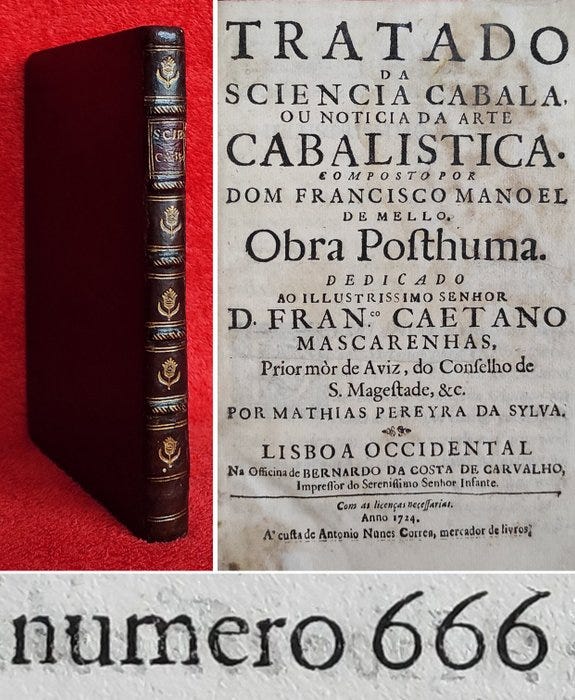 SCIE
CABA
TRATADO
DA
SCIENCIA CABALA,
OU NOTICIA DA ARTE
CABALISTICA.
COMPOSTO POR
DOM FRANCISCO MANOEL
DE MELLO.
Obra Poſthuma.
DEDICADO
AO ILLUSTRISSIMO SENHOR
D. FRAN.co CAETANO
MASCARENHAS,
Prior mòr de Aviz, do Conſelho de
S. Mageſtade, &c.
POR MATHIAS PEREYRA DA SYLVA.
LISBOA OCCIDENTAL
Na Officina de BERNARDO DA COSTA DE CARVALHO,
Impreſſor do Sereniſſimo Senhor Infante.
Com as licenças neceſſarias.
Anno 1724.
A' cuſta de Antonio Nunes Correa, mercador de livros;
numero 666